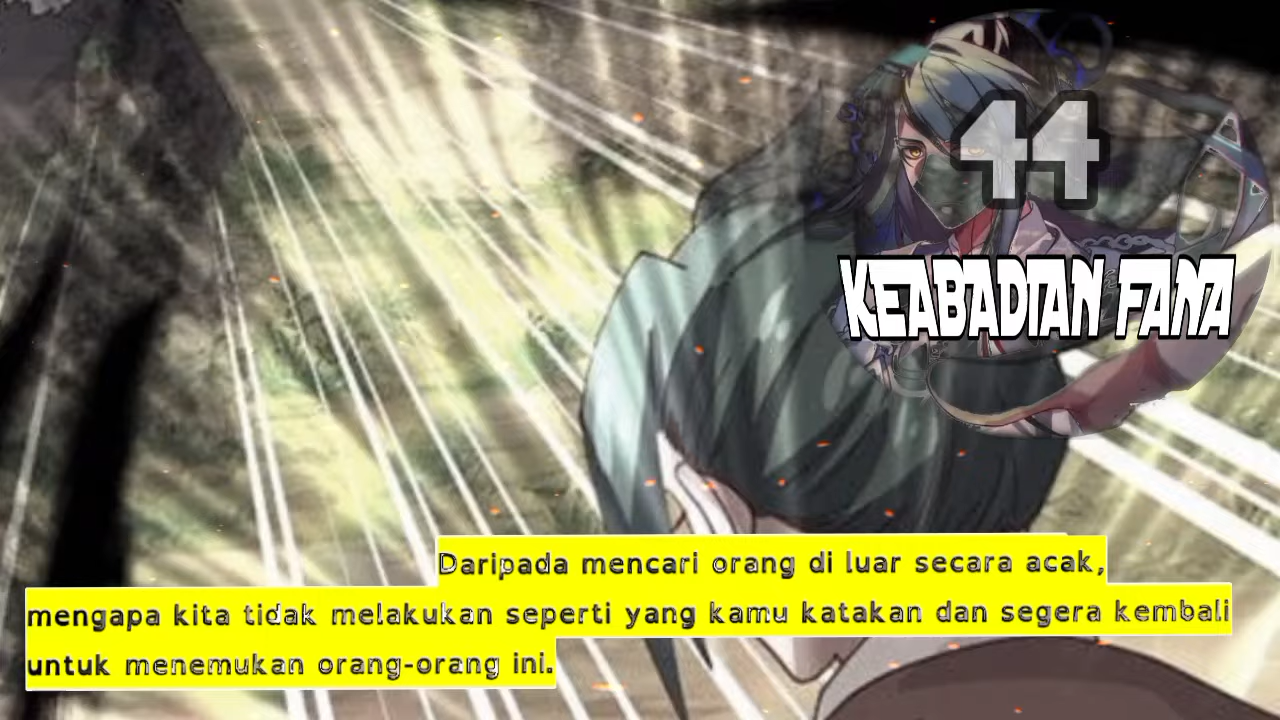 44
KEABADIAN FANA
Daripada mencari orang di luar secara acak,
mengapa kita tidak melakukan seperti yang kamu katakan dan segera kembali
untuk menemukan orang-orang ini.